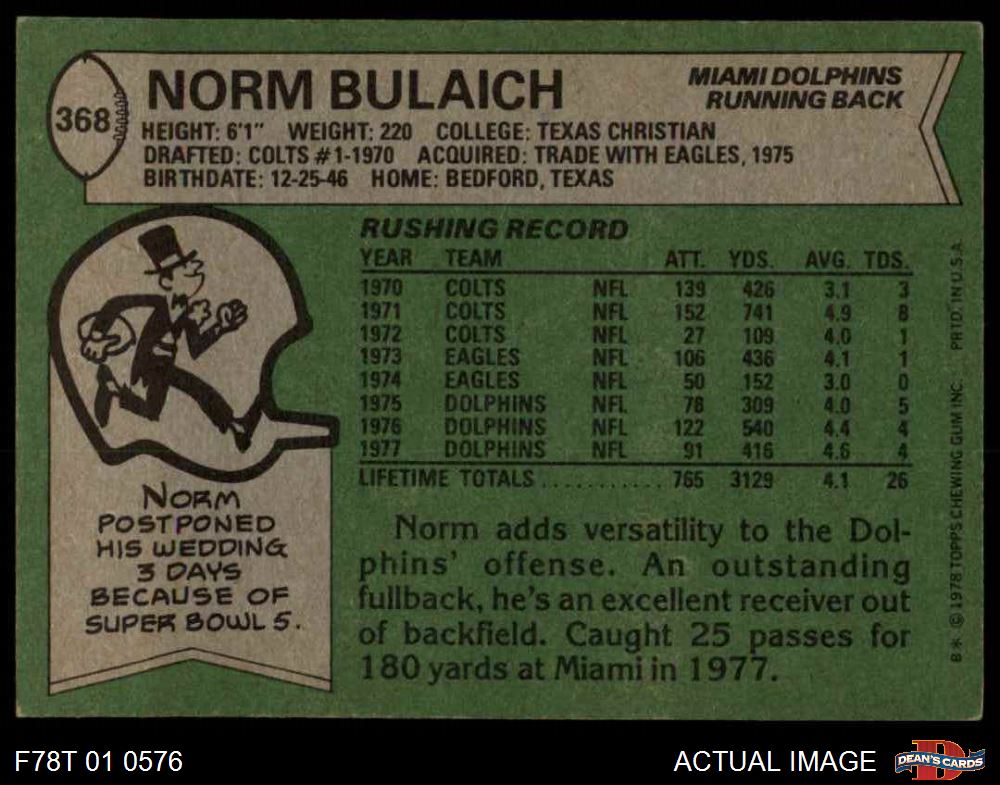 368
NORM BULAICH
MIAMI DOLPHINS
RUNNING BACK
HEIGHT: 6'1" WEIGHT: 220 COLLEGE: TEXAS CHRISTIAN
DRAFTED: COLTS #1-1970 ACQUIRED: TRADE WITH EAGLES, 1975
BIRTHDATE: 12-25-46 HOME: BEDFORD, TEXAS
RUSHING RECORD
YEAR TEAM ATT. YDS. AVG. TDS.
1970 COLTS NFL 139 426 3.1 3
1971 COLTS NFL 152 741 4.9 8
1972 COLTS NFL 27 109 4.0 1
1973 EAGLES NFL 106 436 4.1 1
1974 EAGLES NFL 50 152 3.0 0
1975 DOLPHINS NFL 78 309 4.0 5
1976 DOLPHINS NFL 122 540 4.4 4
1977 DOLPHINS NFL 91 416 4.6 4
LIFETIME TOTALS........... 765 3129 4.1 26
NORM
POSTPONED
HIS WEDDING
3 DAYS
BECAUSE OF
SUPER BOWL 5.
Norm adds versatility to the Dol-
phins' offense. An outstanding
fullback, he's an excellent receiver out
of backfield. Caught 25 passes for
180 yards at Miami in 1977.
B* © 1978 TOPPS CHEWING GUM INC. PRTD. IN U.S.A.
F78T 01 0576
ACTUAL IMAGE
DEAN'S CARDS